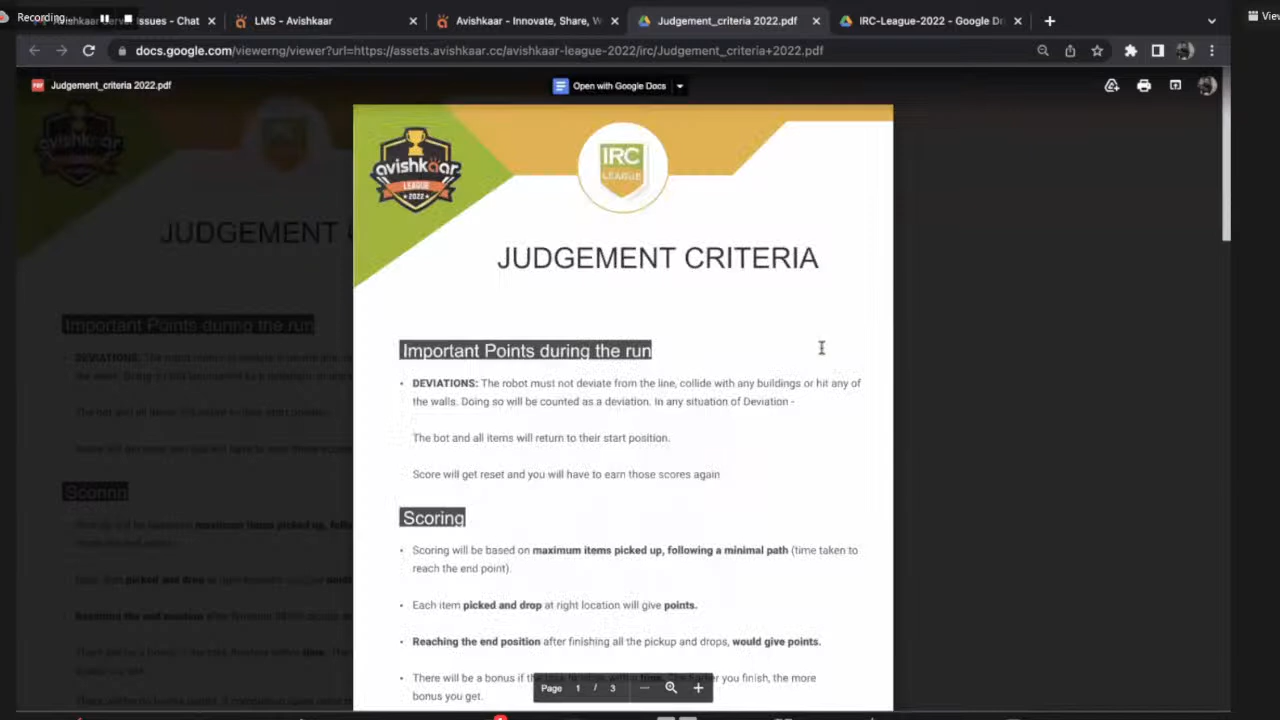 Recording... Issues - Chat LMS - Avishkaar Avishkaar - Innovate, Share, W Judgement_criteria 2022.pdf IRC-League-2022 - Google Dr
View
docs.google.com/viewerng/viewer?url=https://assets.avishkaar.cc/avishkaar-league-2022/irc/Judgement_criteria+2022.pdf
Judgement_criteria 2022.pdf
Open with Google Docs
avishkaar
LEAGUE
2022
IRC
LEAGUE
JUDGEMENT CRITERIA
Important Points during the run
• DEVIATIONS: The robot must not deviate from the line, collide with any buildings or hit any of
the walls. Doing so will be counted as a deviation. In any situation of Deviation -
The bot and all items will return to their start position.
Score will get reset and you will have to earn those scores again
Scoring
• Scoring will be based on maximum items picked up, following a minimal path (time taken to
reach the end point).
• Each item picked and drop at right location will give points.
• Reaching the end position after finishing all the pickup and drops, would give points.
• There will be a bonus if you finish, the more
bonus you get.
Page 1 / 3